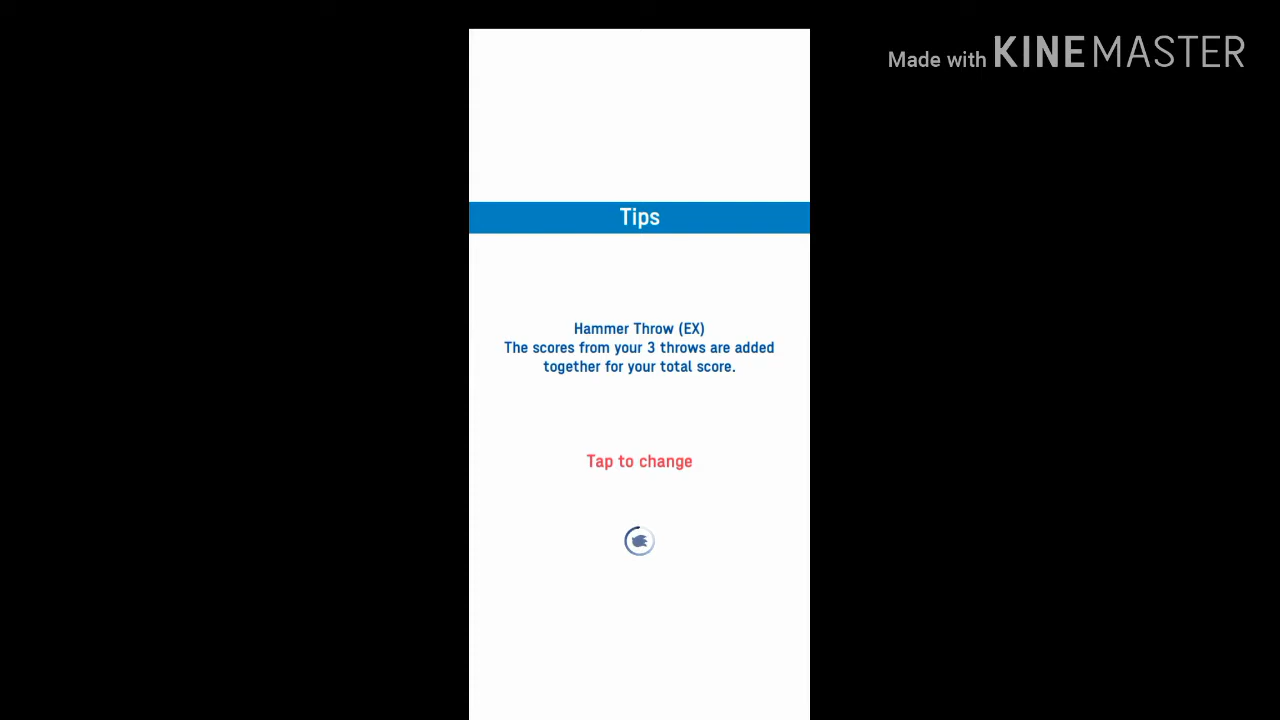 Made with KINEMASTER
Tips
Hammer Throw (EX)
The scores from your 3 throws are added
together for your total score.
Tap to change